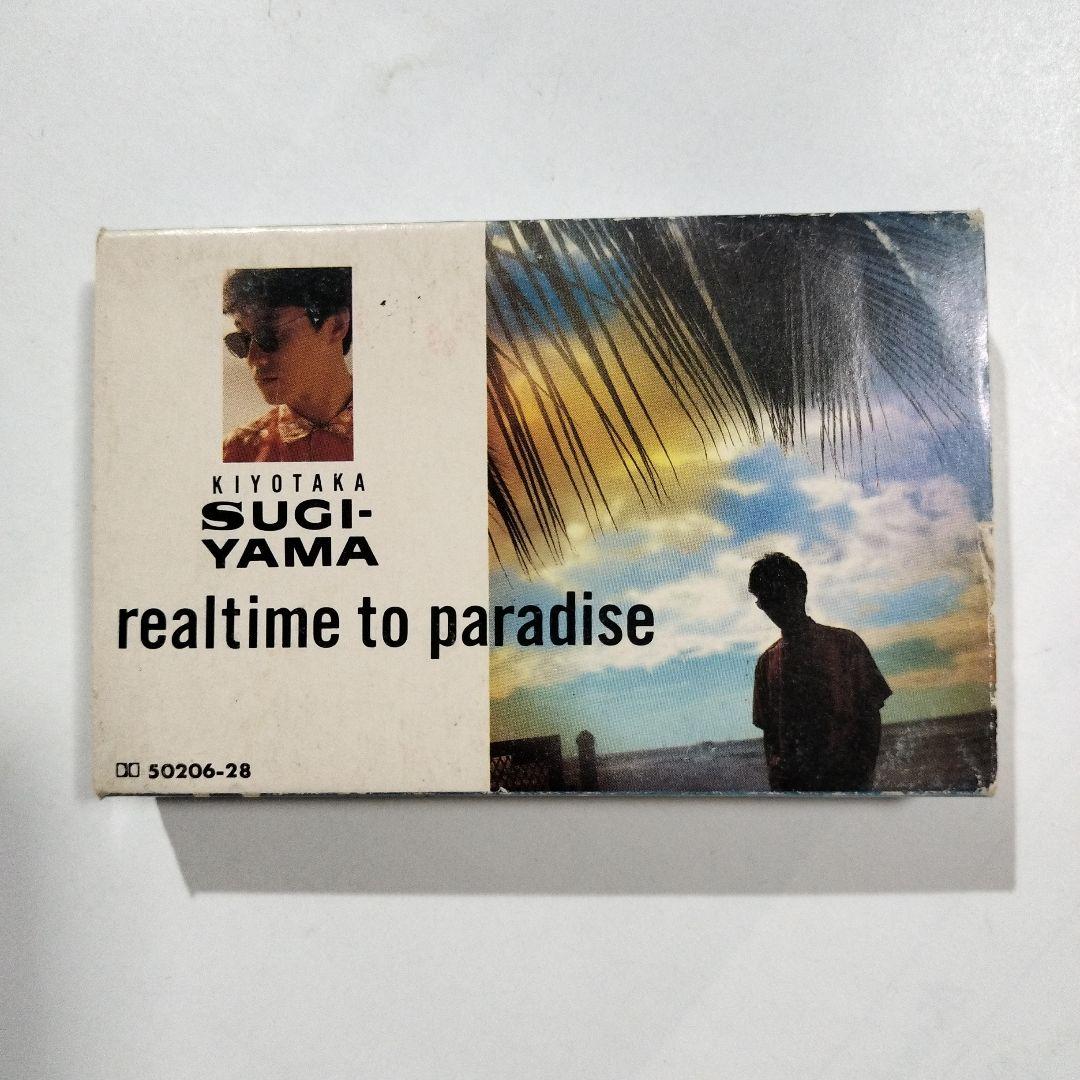 KIYOTAKA
SUGI-
YAMA
realtime to paradise
50206-28